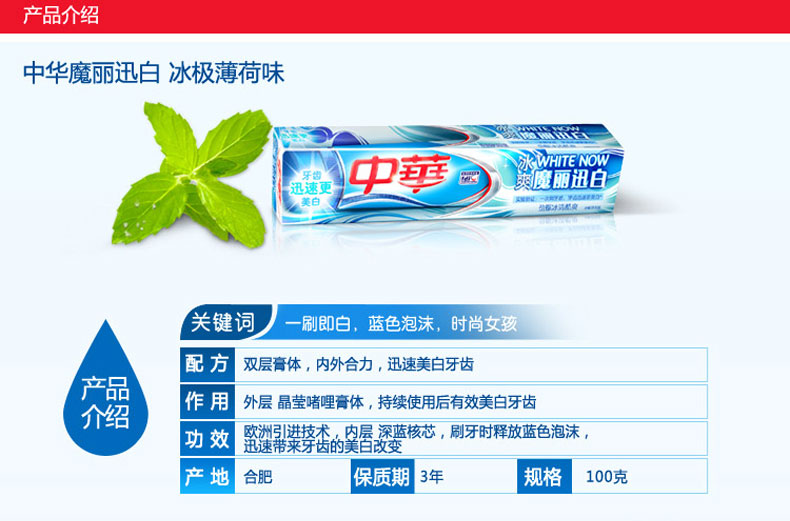 产品介绍
中华魔丽迅白 冰极薄荷味
WHITE NOW
魔丽迅白
牙齿
迅速更
美白
中華
冰
爽
WHITE NOW
魔丽迅白
产品
介绍
关键词 一刷即白，蓝色泡沫，时尚女孩
配方 双层膏体，内外合力，迅速美白牙齿
作用 外层 晶莹啫哩膏体，持续使用后有效美白牙齿
功效 欧洲引进技术，内层 深蓝核芯，刷牙时释放蓝色泡沫，
迅速带来牙齿的美白改变
产地 合肥 保质期 3年 规格 100克